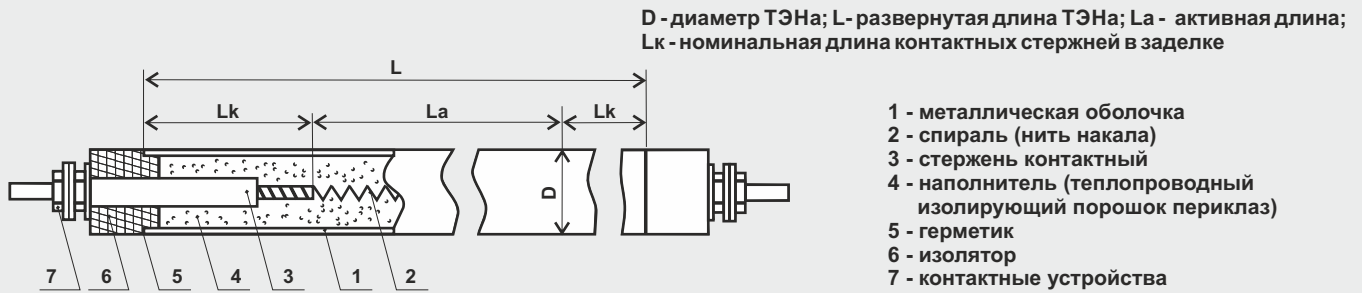 D - диаметр ТЭНа; L- развернутая длина ТЭНа; La - активная длина;
Lк - номинальная длина контактных стержней в заделке
L
Lk
La
Lk
D
1 - металлическая оболочка
2 - спираль (нить накала)
3 - стержень контактный
4 - наполнитель (теплопроводный
изолирующий порошок периклаз)
5 - герметик
6 - изолятор
7 - контактные устройства
7 6 5 4 3 1 2